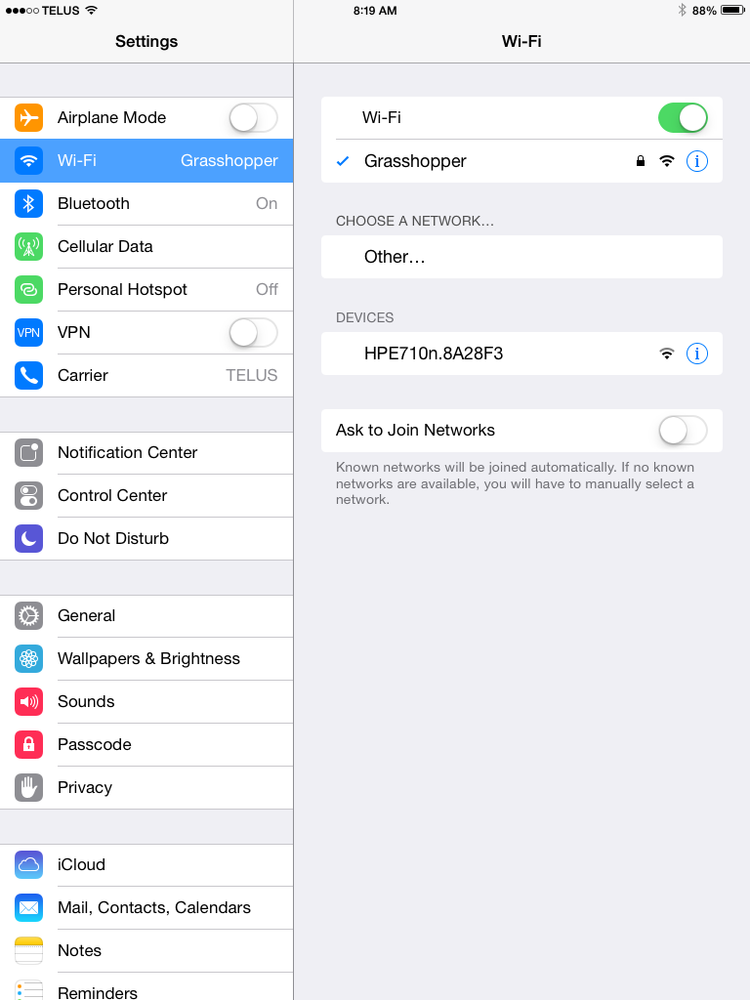 TELUS 8:19 AM 88%
Settings
Wi-Fi
Airplane Mode
Wi-Fi Grasshopper
Bluetooth On
Cellular Data
Personal Hotspot Off
VPN VPN
Carrier TELUS
Notification Center
Control Center
Do Not Disturb
General
Wallpapers & Brightness
Sounds
Passcode
Privacy
iCloud
Mail, Contacts, Calendars
Notes
Reminders
Wi-Fi
Grasshopper
CHOOSE A NETWORK…
Other…
DEVICES
HPE710n.8A28F3
Ask to Join Networks
Known networks will be joined automatically. If no known
networks are available, you will have to manually select a
network.